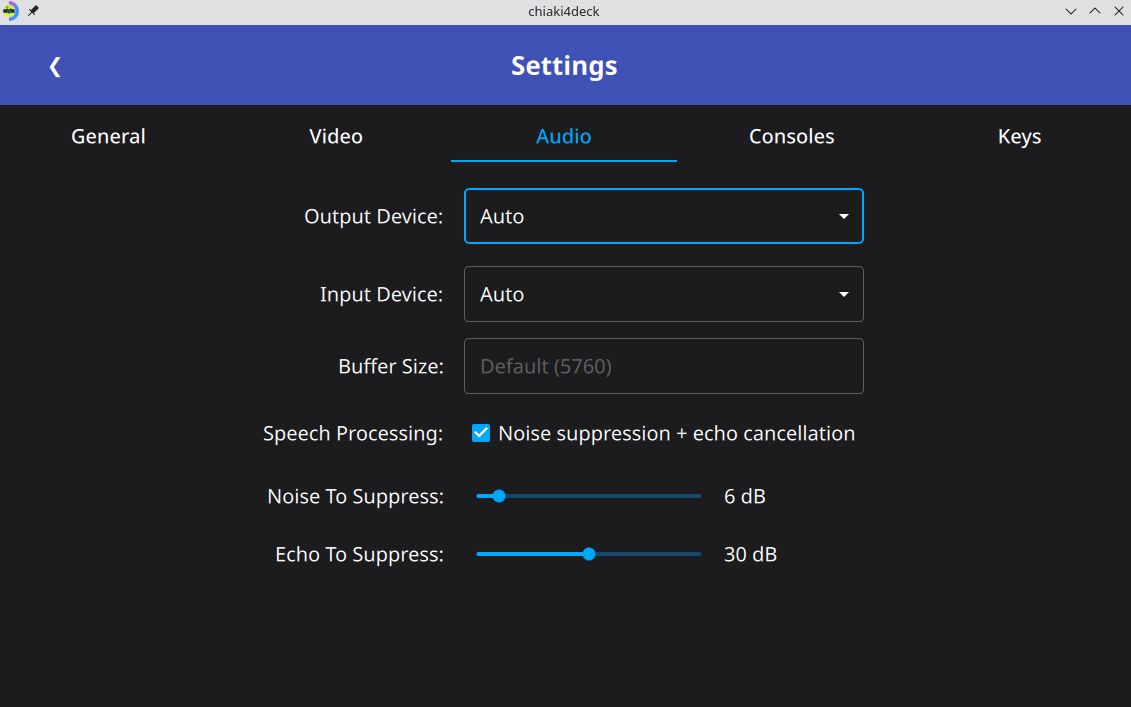 chiaki4deck
Settings
General Video Audio Consoles Keys
Output Device: Auto
Input Device: Auto
Buffer Size: Default (5760)
Speech Processing: Noise suppression + echo cancellation
Noise To Suppress: 6 dB
Echo To Suppress: 30 dB